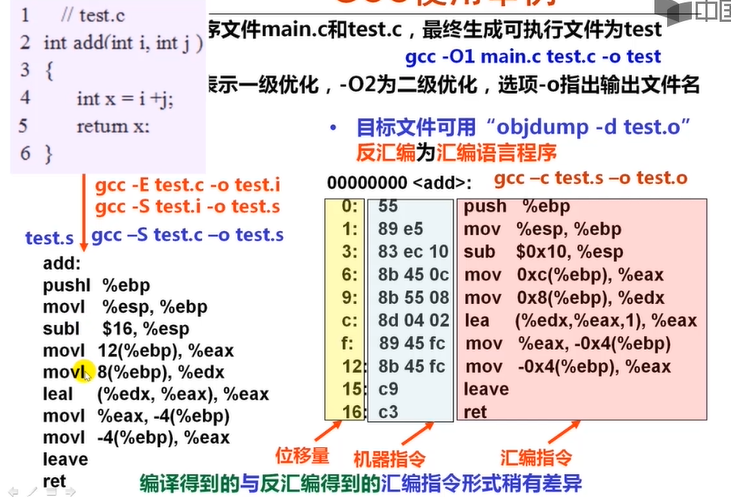 GCC使用举例
中国
1 // test.c
2 int add(int i, int j )
3 {
4 int x = i +j;
5 return x:
6 }
序文件main.c和test.c，最终生成可执行文件为test
gcc -O1 main.c test.c -o test
表示一级优化，-O2为二级优化，选项-o指出输出文件名
• 目标文件可用“objdump -d test.o”
反汇编为汇编语言程序
gcc -E test.c -o test.i
gcc -S test.i -o test.s
test.s gcc –S test.c –o test.s
add:
pushl %ebp
movl %esp, %ebp
subl $16, %esp
movl 12(%ebp), %eax
movl 8(%ebp), %edx
leal (%edx, %eax), %eax
movl %eax, -4(%ebp)
movl -4(%ebp), %eax
leave
ret
00000000 <add>: gcc –c test.s –o test.o
0: 55 push %ebp
1: 89 e5 mov %esp, %ebp
3: 83 ec 10 sub $0x10, %esp
6: 8b 45 0c mov 0xc(%ebp), %eax
9: 8b 55 08 mov 0x8(%ebp), %edx
c: 8d 04 02 lea (%edx,%eax,1), %eax
f: 89 45 fc mov %eax, -0x4(%ebp)
12: 8b 45 fc mov -0x4(%ebp), %eax
15: c9 leave
16: c3 ret
位移量 机器指令 汇编指令
编译得到的与反汇编得到的汇编指令形式稍有差异